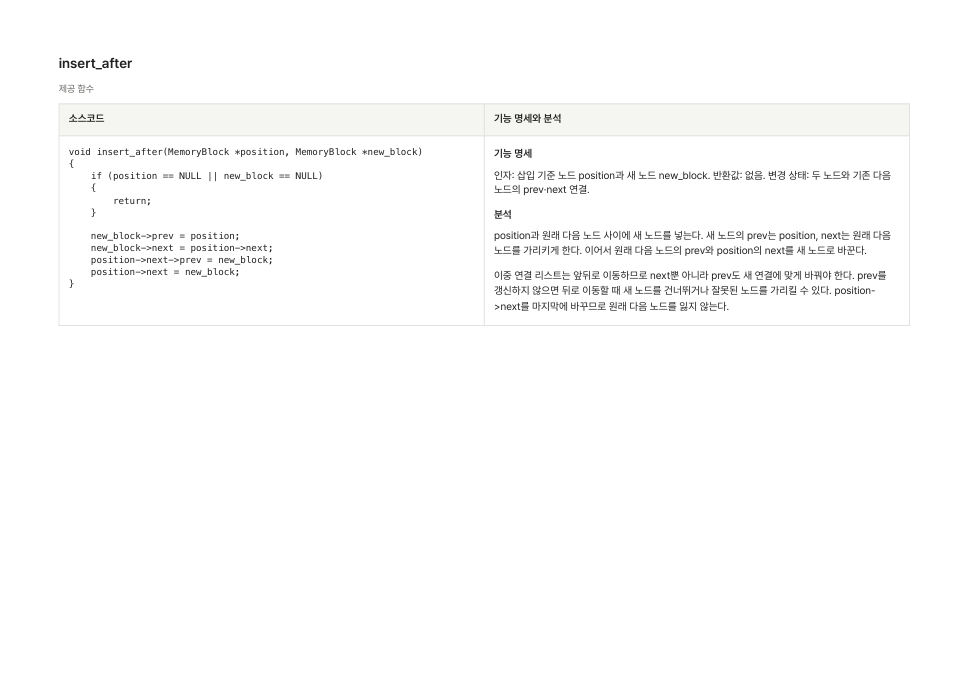 insert_after
제공 함수
소스코드
기능 명세와 분석
void insert_after(MemoryBlock *position, MemoryBlock *new_block)
{
    if (position == NULL || new_block == NULL)
    {
        return;
    }

    new_block->prev = position;
    new_block->next = position->next;
    position->next->prev = new_block;
    position->next = new_block;
}
기능 명세
인자: 삽입 기준 노드 position과 새 노드 new_block. 반환값: 없음. 변경 상태: 두 노드와 기존 다음
노드의 prev·next 연결.
분석
position과 원래 다음 노드 사이에 새 노드를 넣는다. 새 노드의 prev는 position, next는 원래 다음
노드를 가리키게 한다. 이어서 원래 다음 노드의 prev와 position의 next를 새 노드로 바꾼다.
이중 연결 리스트는 앞뒤로 이동하므로 next뿐 아니라 prev도 새 연결에 맞게 바꿔야 한다. prev를
갱신하지 않으면 뒤로 이동할 때 새 노드를 건너뛰거나 잘못된 노드를 가리킬 수 있다. position-
>next를 마지막에 바꾸므로 원래 다음 노드를 잃지 않는다.